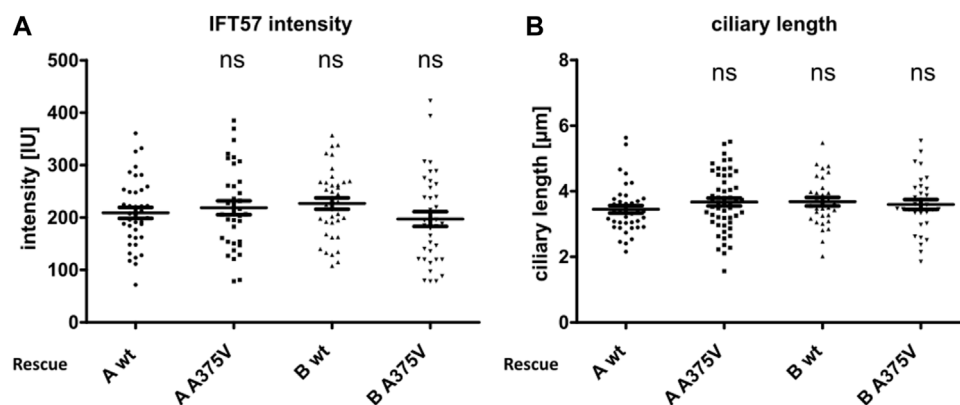 A
IFT57 intensity
500
400
300
200
100
0
intensity [IU]
ns
ns
ns
Rescue
A wt
A A375V
B wt
B A375V
B
ciliary length
8
6
4
2
0
ciliary length [µm]
ns
ns
ns
Rescue
A wt
A A375V
B wt
B A375V